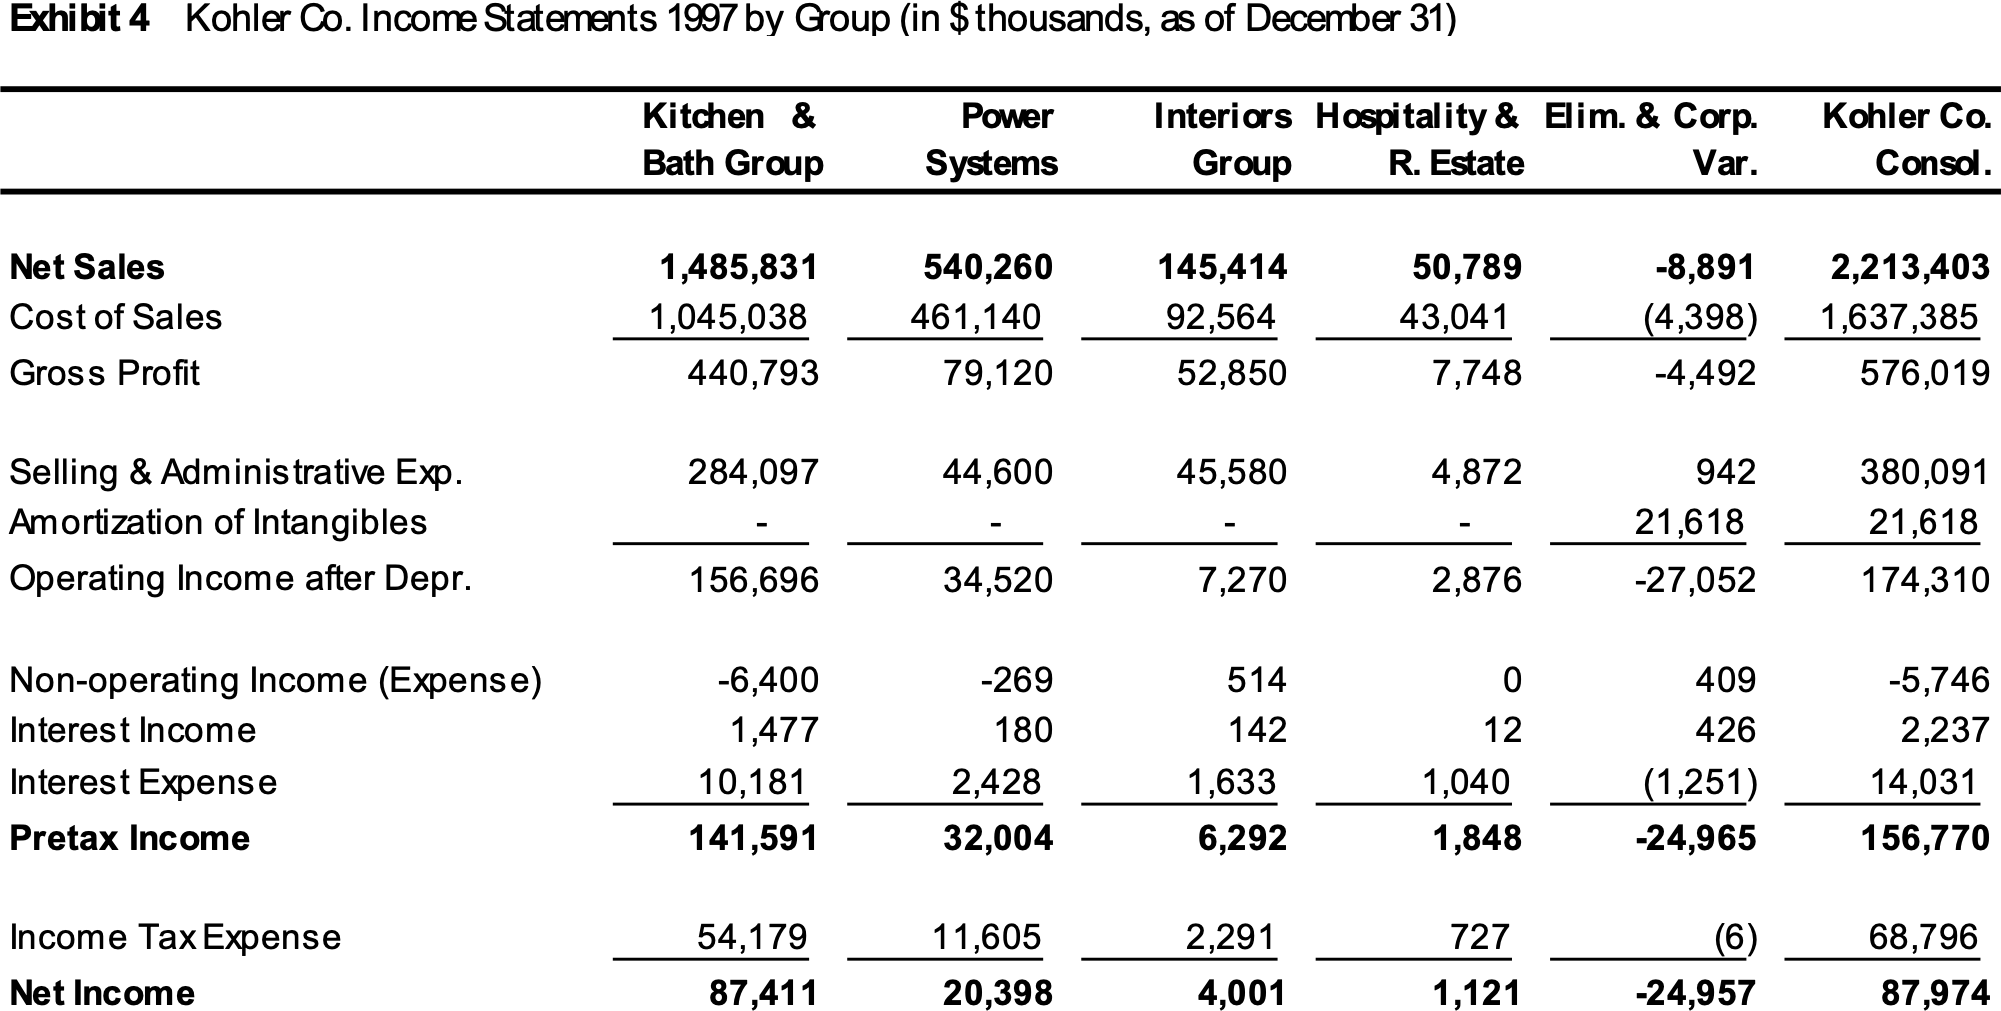 Exhibit 4 Kohler Co. Income Statements 1997 by Group (in $ thousands, as of December 31)
Kitchen & Power Interiors Hospitality & Elim. & Corp. Kohler Co.
Bath Group Systems Group R. Estate Var. Consol.
Net Sales 1,485,831 540,260 145,414 50,789 -8,891 2,213,403
Cost of Sales 1,045,038 461,140 92,564 43,041 (4,398) 1,637,385
Gross Profit 440,793 79,120 52,850 7,748 -4,492 576,019
Selling & Administrative Exp. 284,097 44,600 45,580 4,872 942 380,091
Amortization of Intangibles - - - - 21,618 21,618
Operating Income after Depr. 156,696 34,520 7,270 2,876 -27,052 174,310
Non-operating Income (Expense) -6,400 -269 514 0 409 -5,746
Interest Income 1,477 180 142 12 426 2,237
Interest Expense 10,181 2,428 1,633 1,040 (1,251) 14,031
Pretax Income 141,591 32,004 6,292 1,848 -24,965 156,770
Income Tax Expense 54,179 11,605 2,291 727 (6) 68,796
Net Income 87,411 20,398 4,001 1,121 -24,957 87,974